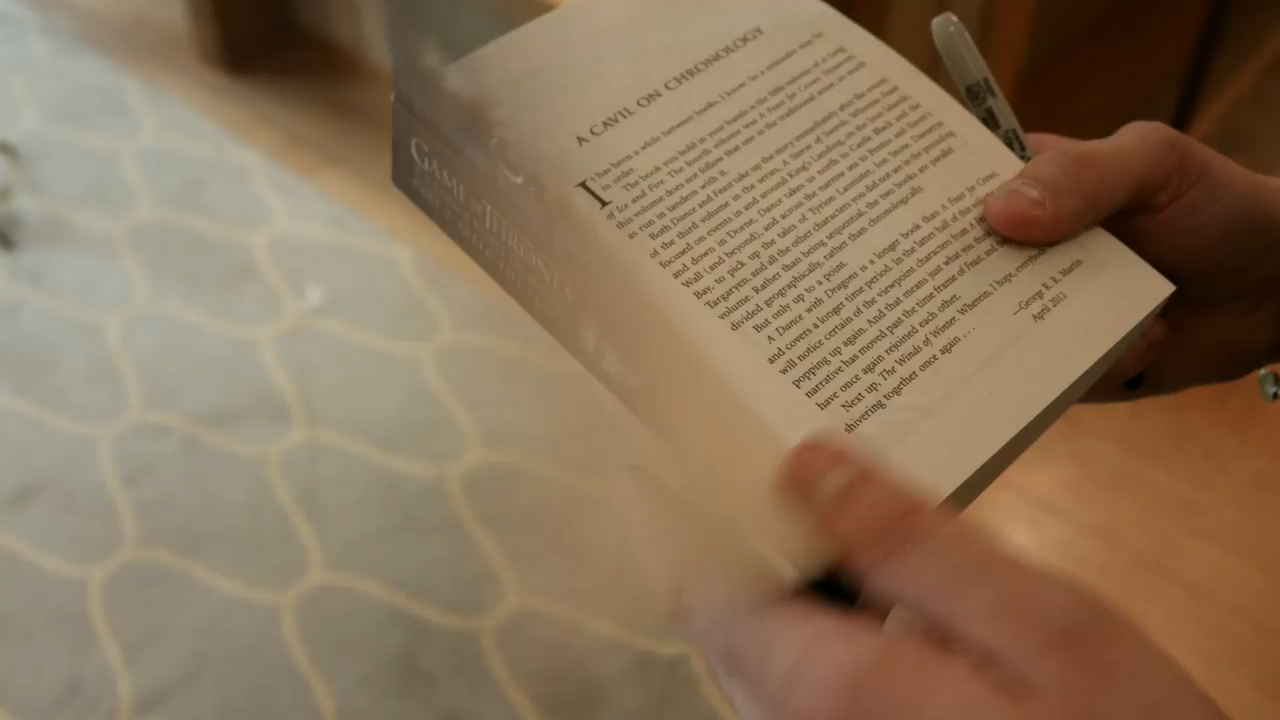 A CAVIL ON CHRONOLOGY
It has been a while between books, I know. So a reminder may be
in order.
The book you hold in your hands is the fifth volume of A Song
of Ice and Fire. The fourth volume was A Feast for Crows. However,
this volume does not follow that one in the traditional sense, so much
as run in tandem with it.
Both Dance and Feast take up the story immediately after the events
of the third volume in the series, A Storm of Swords. Whereas Feast
focused on events in and around King's Landing, on the Iron Islands,
and down in Dorne, Dance takes us north to Castle Black and the
Wall (and beyond), and across the narrow sea to Pentos and Slaver's
Bay, to pick up the tales of Tyrion Lannister, Jon Snow, Daenerys
Targaryen, and all the other characters you did not see in the preceding
volume. Rather than being sequential, the two books are parallel
divided geographically, rather than chronologically.
But only up to a point.
A Dance with Dragons is a longer book than A Feast for Crows,
and covers a longer time period. In the latter half of this
will notice certain of the viewpoint characters from A
popping up again. And that means just what you
narrative has moved past the time frame of Feast and
have once again rejoined each other.
Next up, The Winds of Winter. Wherein, I hope, everybody
shivering together once again . . .
—George R. R. Martin
April 2011
GAME OF THRONES